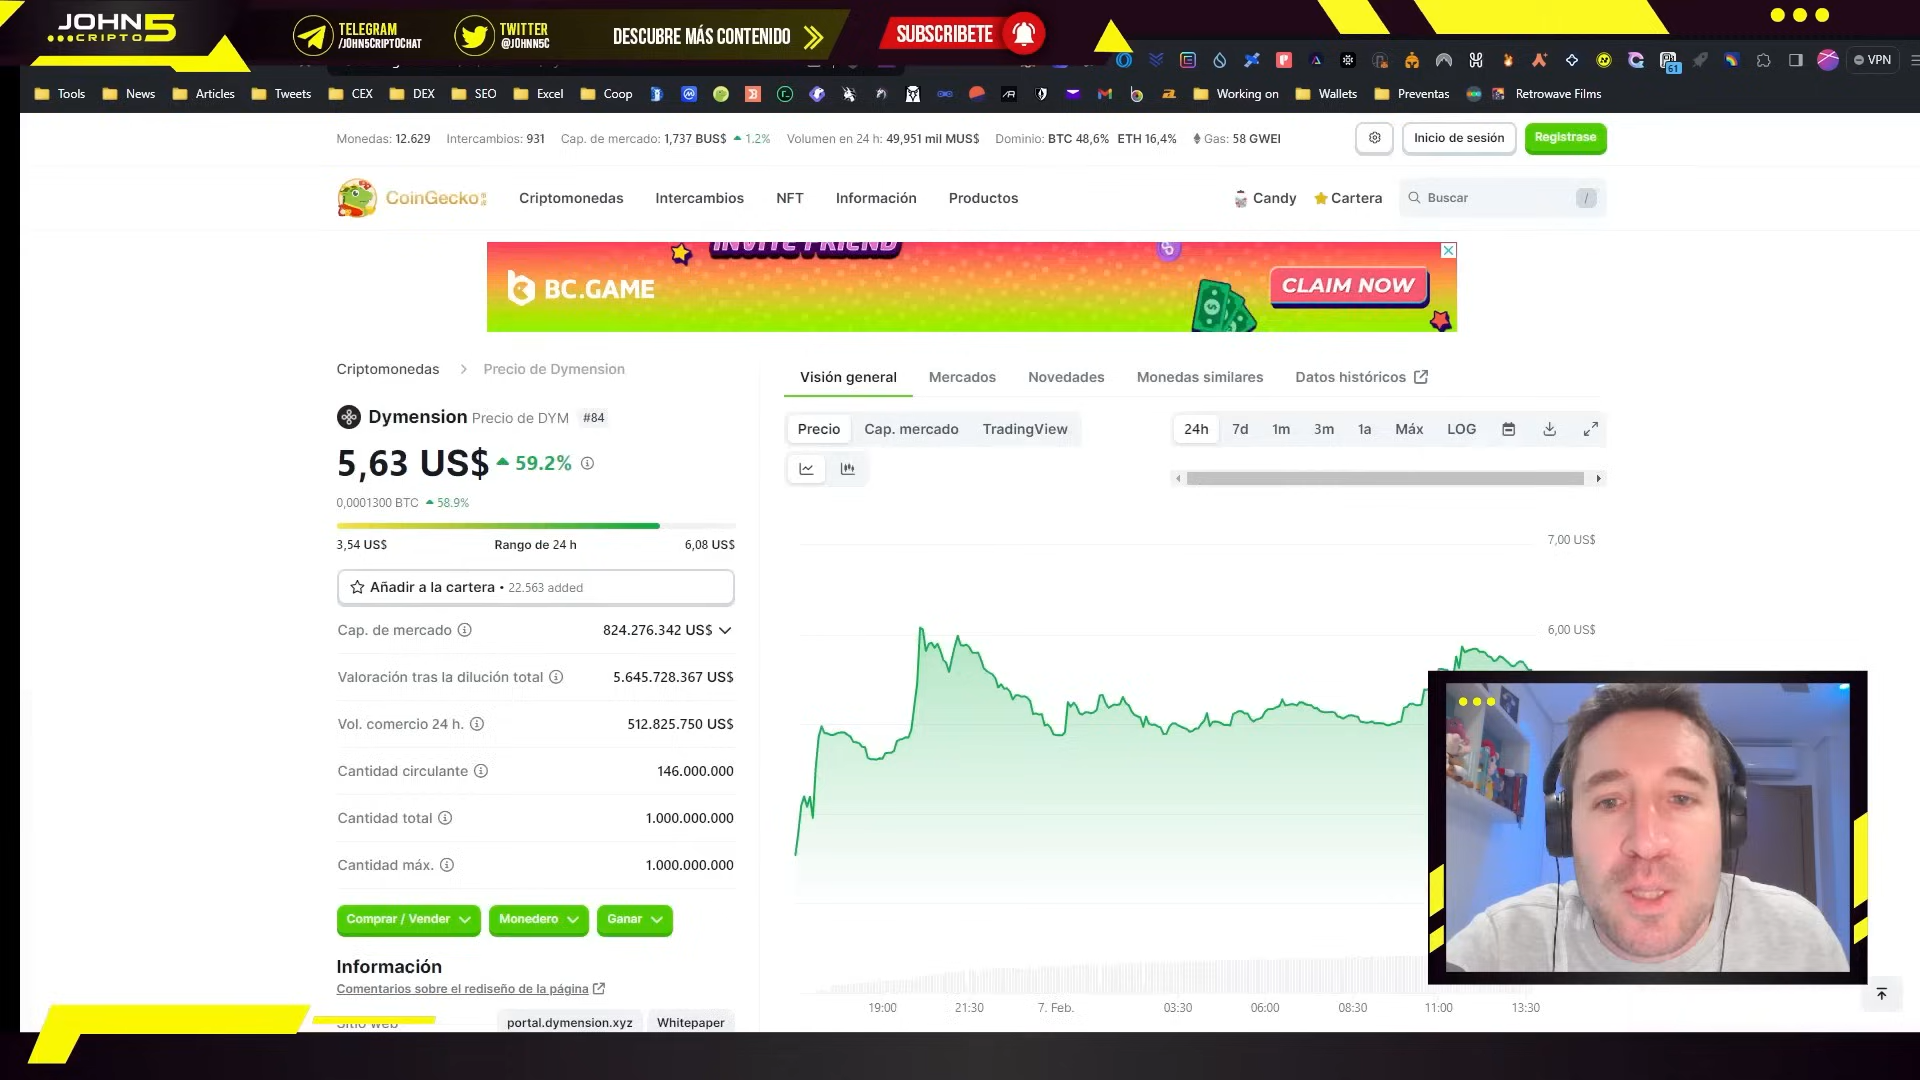 JOHN5
CRIPTO
TELEGRAM
/JOHN5CRIPTOCHAT
TWITTER
@J0HNN5C
DESCUBRE MÁS CONTENIDO
SUBSCRIBETE
61
VPN
Tools
News
Articles
Tweets
CEX
DEX
SEO
Excel
Coop
Working on
Wallets
Preventas
Retrowave Films
Monedas: 12.629 Intercambios: 931 Cap. de mercado: 1,737 BUS$ 1.2% Volumen en 24 h: 49,951 mil MUS$ Dominio: BTC 48,6% ETH 16,4% Gas: 58 GWEI
Inicio de sesión
Registrase
CoinGecko
Criptomonedas
Intercambios
NFT
Información
Productos
Candy
Cartera
Buscar
/
INVITE FRIEND
BC.GAME
CLAIM NOW
Criptomonedas
Precio de Dymension
Visión general
Mercados
Novedades
Monedas similares
Datos históricos
Dymension Precio de DYM #84
Precio
Cap. mercado
TradingView
24h
7d
1m
3m
1a
Máx
LOG
5,63 US$ 59.2%
0,0001300 BTC 58.9%
3,54 US$ Rango de 24 h 6,08 US$
Añadir a la cartera • 22.563 added
Cap. de mercado 824.276.342 US$
Valoración tras la dilución total 5.645.728.367 US$
Vol. comercio 24 h. 512.825.750 US$
Cantidad circulante 146.000.000
Cantidad total 1.000.000.000
Cantidad máx. 1.000.000.000
Comprar / Vender
Monedero
Ganar
Información
Comentarios sobre el rediseño de la página
Sitio web
portal.dymension.xyz
Whitepaper
7,00 US$
6,00 US$
19:00
21:30
7. Feb.
03:30
06:00
08:30
11:00
13:30